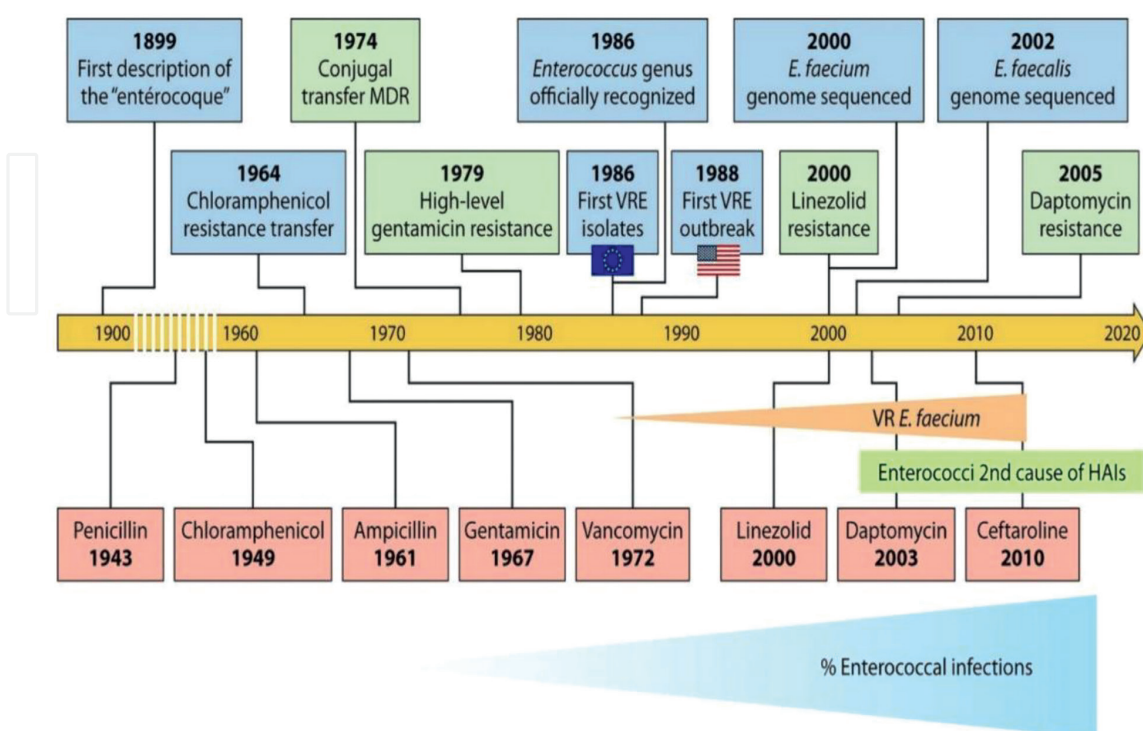 1899
First description of
the “entérocoque”
1974
Conjugal
transfer MDR
1986
Enterococcus genus
officially recognized
2000
E. faecium
genome sequenced
2002
E. faecalis
genome sequenced
1964
Chloramphenicol
resistance transfer
1979
High-level
gentamicin resistance
1986
First VRE
isolates
1988
First VRE
outbreak
2000
Linezolid
resistance
2005
Daptomycin
resistance
1900 1960 1970 1980 1990 2000 2010 2020
VR E. faecium
Enterococci 2nd cause of HAIs
Penicillin
1943
Chloramphenicol
1949
Ampicillin
1961
Gentamicin
1967
Vancomycin
1972
Linezolid
2000
Daptomycin
2003
Ceftaroline
2010
% Enterococcal infections